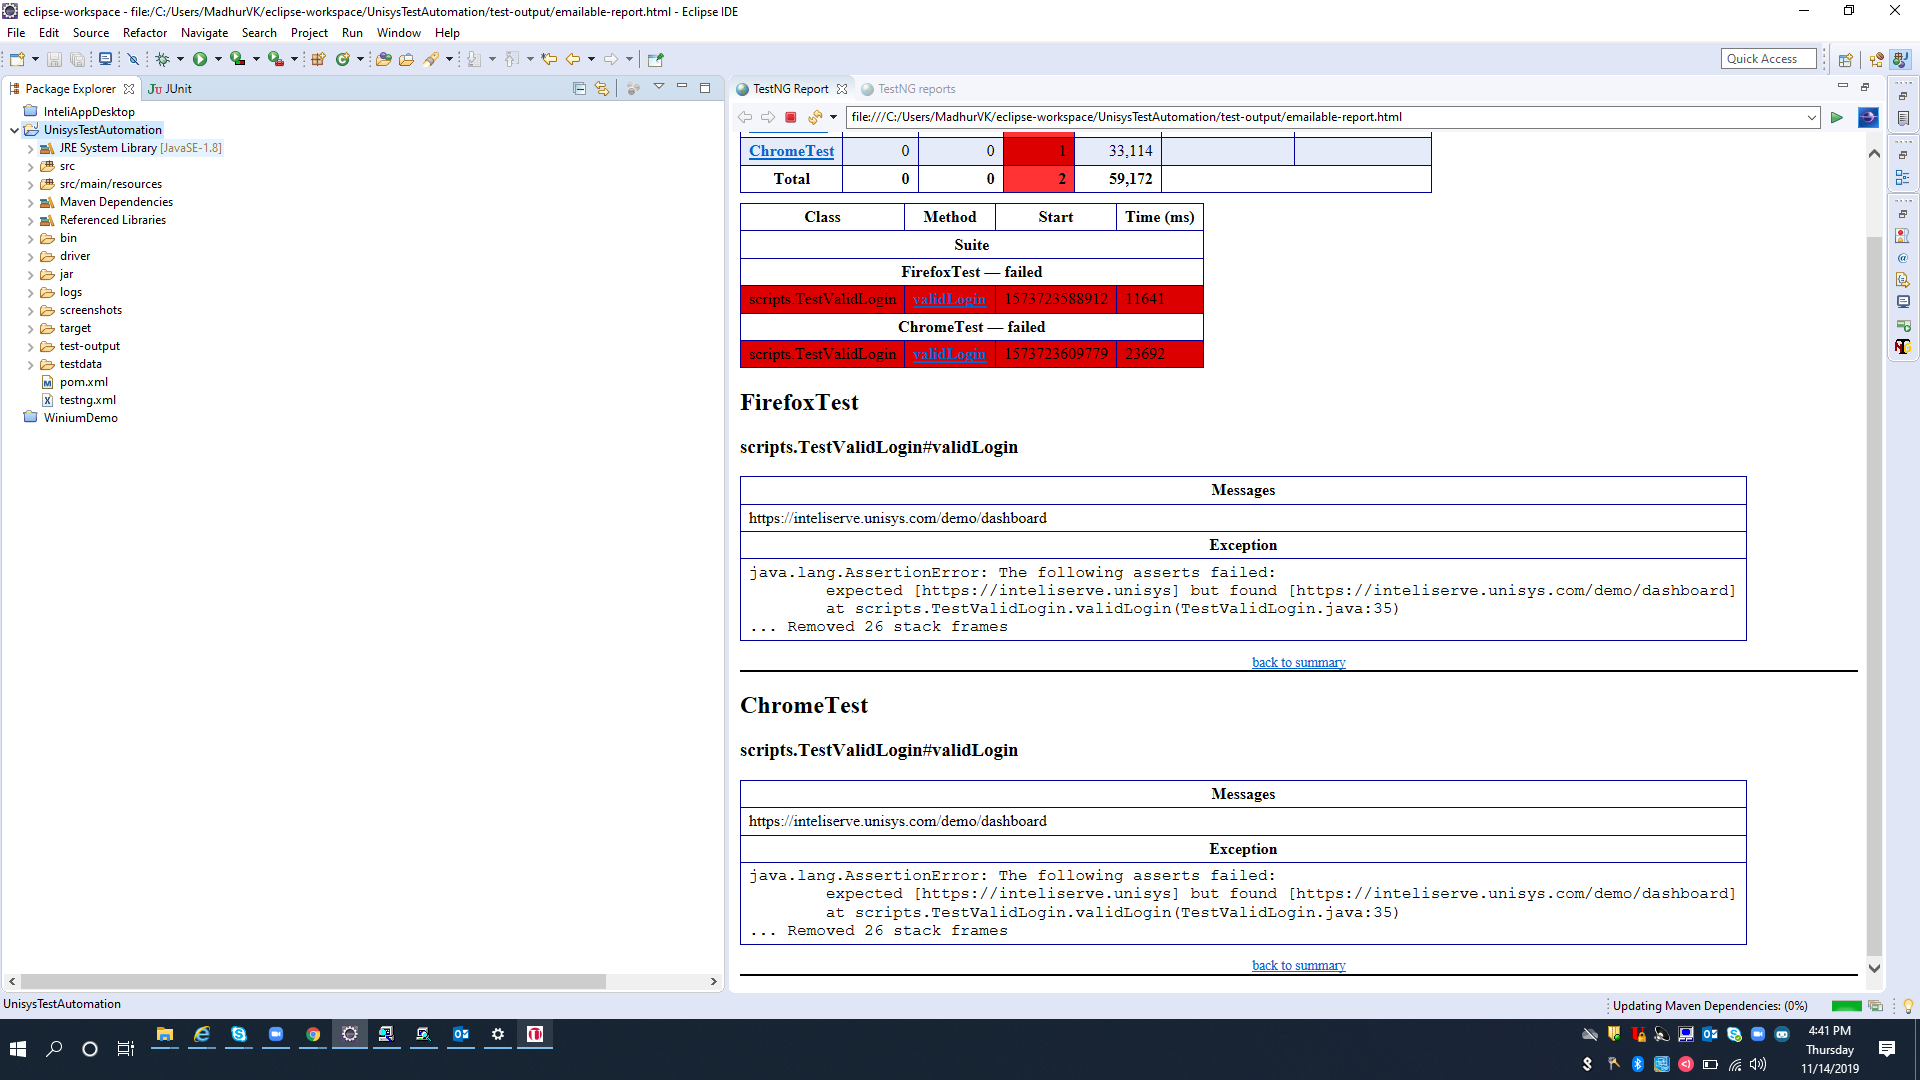 eclipse-workspace - file:/C:/Users/MadhurVK/eclipse-workspace/UnisysTestAutomation/test-output/emailable-report.html - Eclipse IDE
File Edit Source Refactor Navigate Search Project Run Window Help
Quick Access
Package Explorer
JUnit
InteliAppDesktop
UnisysTestAutomation
JRE System Library [JavaSE-1.8]
src
src/main/resources
Maven Dependencies
Referenced Libraries
bin
driver
jar
logs
screenshots
target
test-output
testdata
pom.xml
testng.xml
WiniumDemo
TestNG Report
TestNG reports
file:///C:/Users/MadhurVK/eclipse-workspace/UnisysTestAutomation/test-output/emailable-report.html
ChromeTest 0 0 1 33,114
Total 0 0 2 59,172
Class Method Start Time (ms)
Suite
FirefoxTest — failed
scripts.TestValidLogin validLogin 1573723588912 11641
ChromeTest — failed
scripts.TestValidLogin validLogin 1573723609779 23692
FirefoxTest
scripts.TestValidLogin#validLogin
Messages
https://inteliserve.unisys.com/demo/dashboard
Exception
java.lang.AssertionError: The following asserts failed:
expected [https://inteliserve.unisys] but found [https://inteliserve.unisys.com/demo/dashboard]
at scripts.TestValidLogin.validLogin(TestValidLogin.java:35)
... Removed 26 stack frames
back to summary
ChromeTest
scripts.TestValidLogin#validLogin
Messages
https://inteliserve.unisys.com/demo/dashboard
Exception
java.lang.AssertionError: The following asserts failed:
expected [https://inteliserve.unisys] but found [https://inteliserve.unisys.com/demo/dashboard]
at scripts.TestValidLogin.validLogin(TestValidLogin.java:35)
... Removed 26 stack frames
back to summary
UnisysTestAutomation
Updating Maven Dependencies: (0%)
4:41 PM
Thursday
11/14/2019